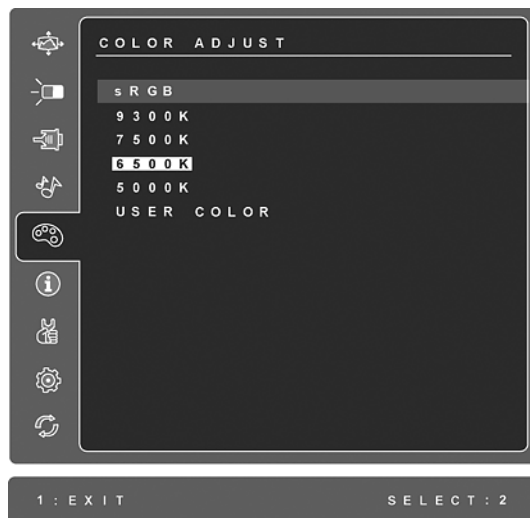 COLOR ADJUST
sRGB
9300K
7500K
6500K
5000K
USER COLOR
1:EXIT
SELECT:2